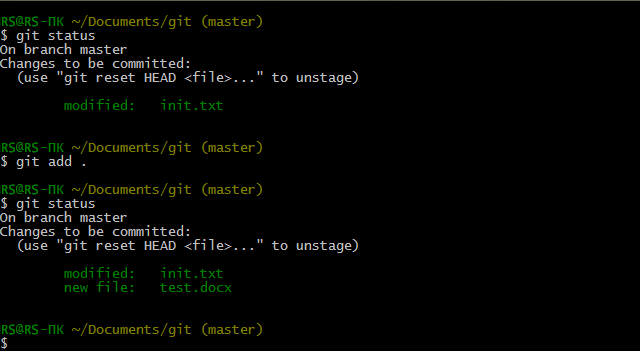 RS@RS-ПК ~/Documents/git (master)
$ git status
On branch master
Changes to be committed:
  (use "git reset HEAD <file>..." to unstage)
        modified:   init.txt
RS@RS-ПК ~/Documents/git (master)
$ git add .
RS@RS-ПК ~/Documents/git (master)
$ git status
On branch master
Changes to be committed:
  (use "git reset HEAD <file>..." to unstage)
        modified:   init.txt
        new file:   test.docx
RS@RS-ПК ~/Documents/git (master)
$